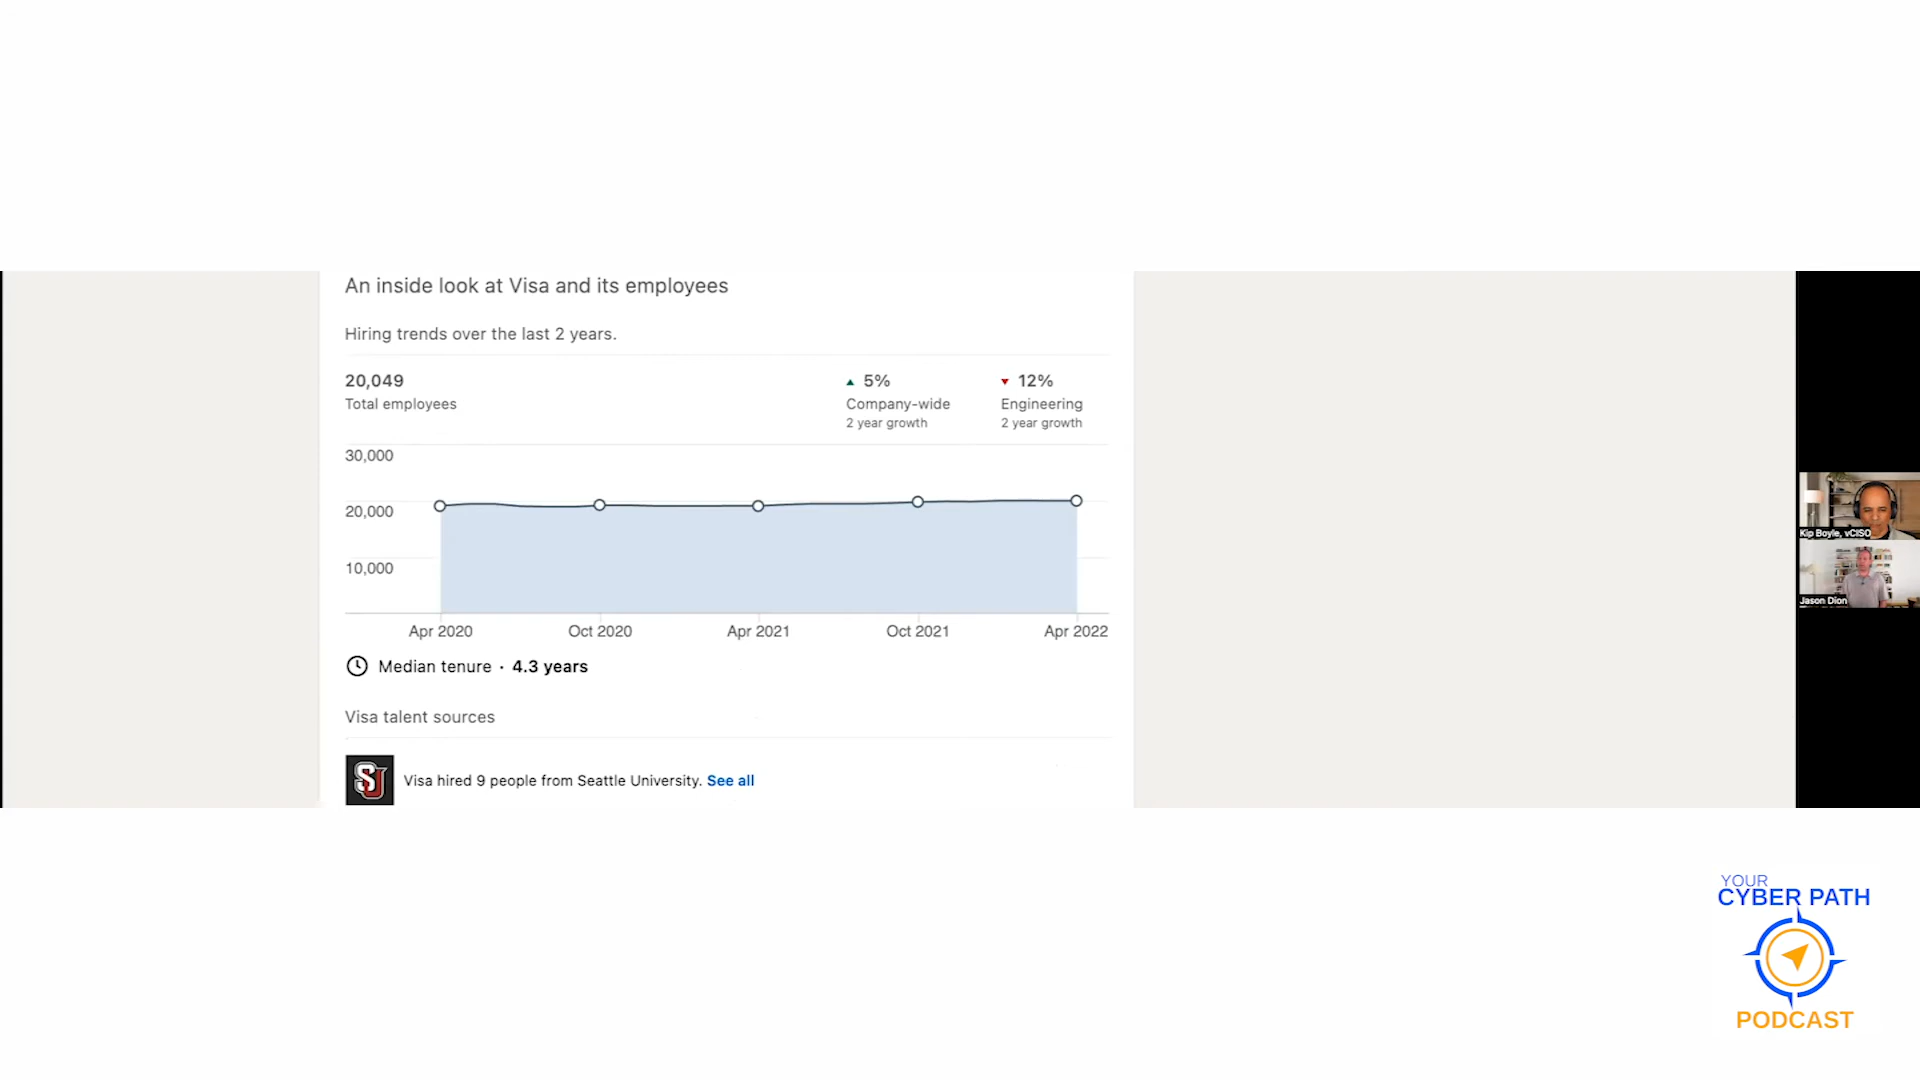 An inside look at Visa and its employees
Hiring trends over the last 2 years.
20,049
Total employees
5%
Company-wide
2 year growth
12%
Engineering
2 year growth
30,000
20,000
10,000
Apr 2020
Oct 2020
Apr 2021
Oct 2021
Apr 2022
Median tenure · 4.3 years
Visa talent sources
SU
Visa hired 9 people from Seattle University. See all
Kip Boyle, vCISO
Jason Dion
YOUR
CYBER PATH
PODCAST